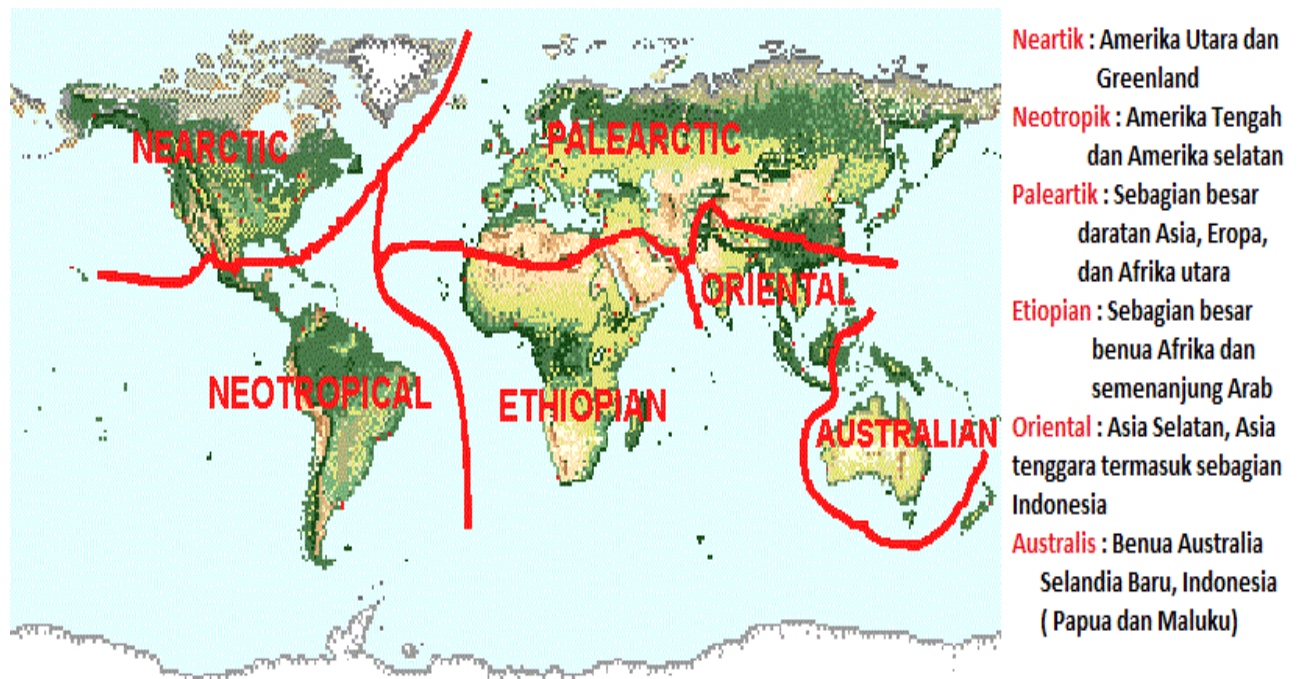 NEARCTIC
PALEARCTIC
ORIENTAL
NEOTROPICAL
ETHIOPIAN
AUSTRALIAN
Neartik : Amerika Utara dan
Greenland
Neotropik : Amerika Tengah
dan Amerika selatan
Paleartik : Sebagian besar
daratan Asia, Eropa,
dan Afrika utara
Etiopian : Sebagian besar
benua Afrika dan
semenanjung Arab
Oriental : Asia Selatan, Asia
tenggara termasuk sebagian
Indonesia
Australis : Benua Australia
Selandia Baru, Indonesia
( Papua dan Maluku)